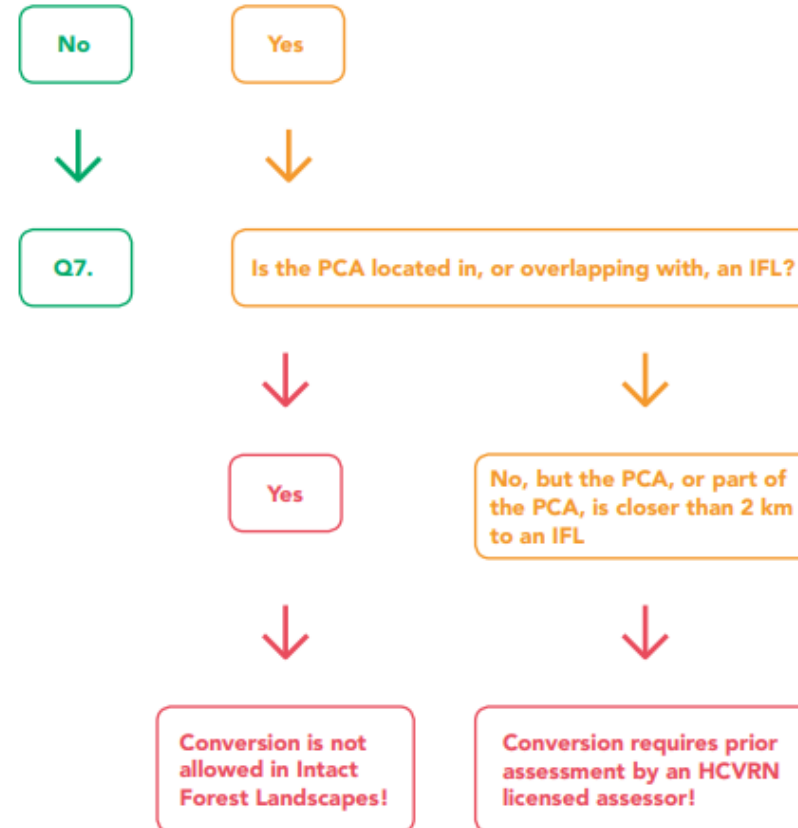 No
Yes
Q7.
Is the PCA located in, or overlapping with, an IFL?
Yes
No, but the PCA, or part of
the PCA, is closer than 2 km
to an IFL
Conversion is not
allowed in Intact
Forest Landscapes!
Conversion requires prior
assessment by an HCVRN
licensed assessor!